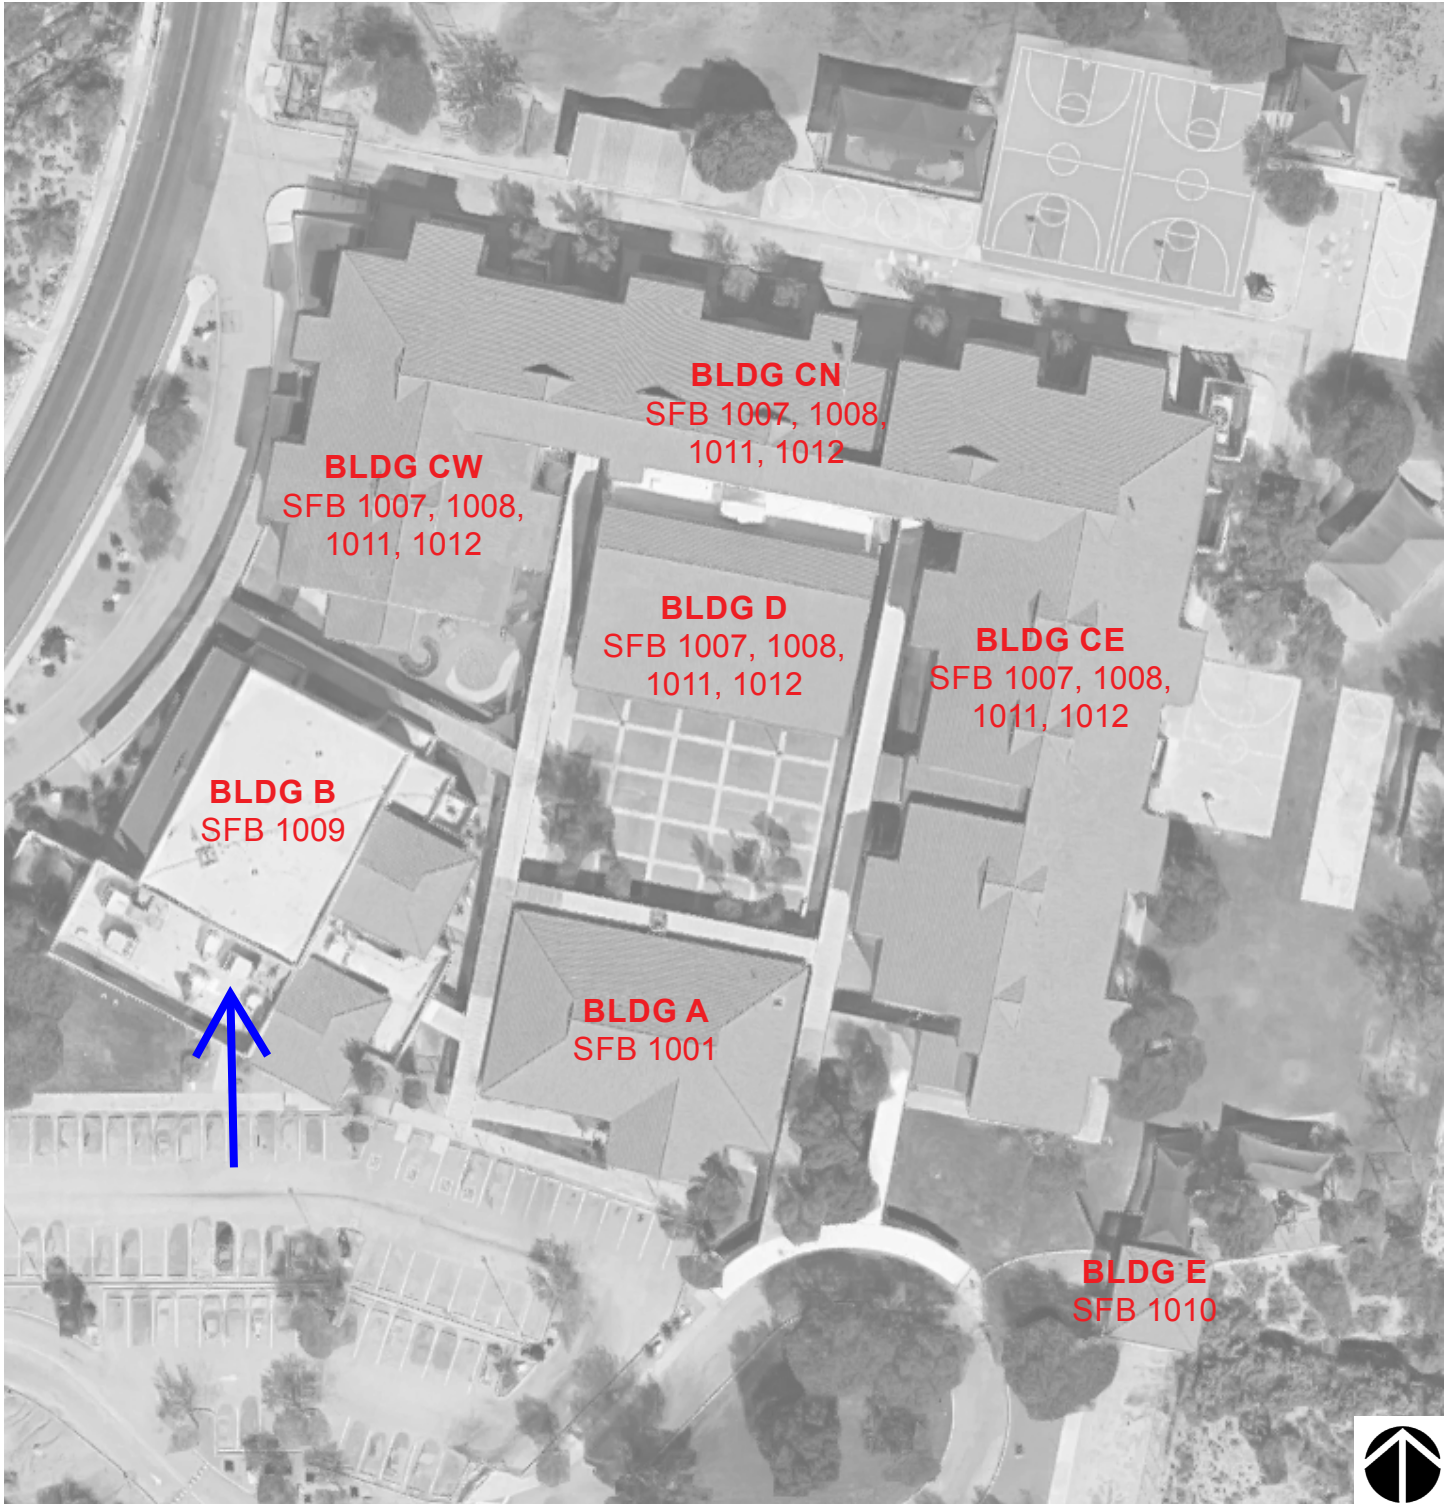 BLDG CN
SFB 1007, 1008,
1011, 1012
BLDG CW
SFB 1007, 1008,
1011, 1012
BLDG D
SFB 1007, 1008,
1011, 1012
BLDG CE
SFB 1007, 1008,
1011, 1012
BLDG B
SFB 1009
BLDG A
SFB 1001
BLDG E
SFB 1010